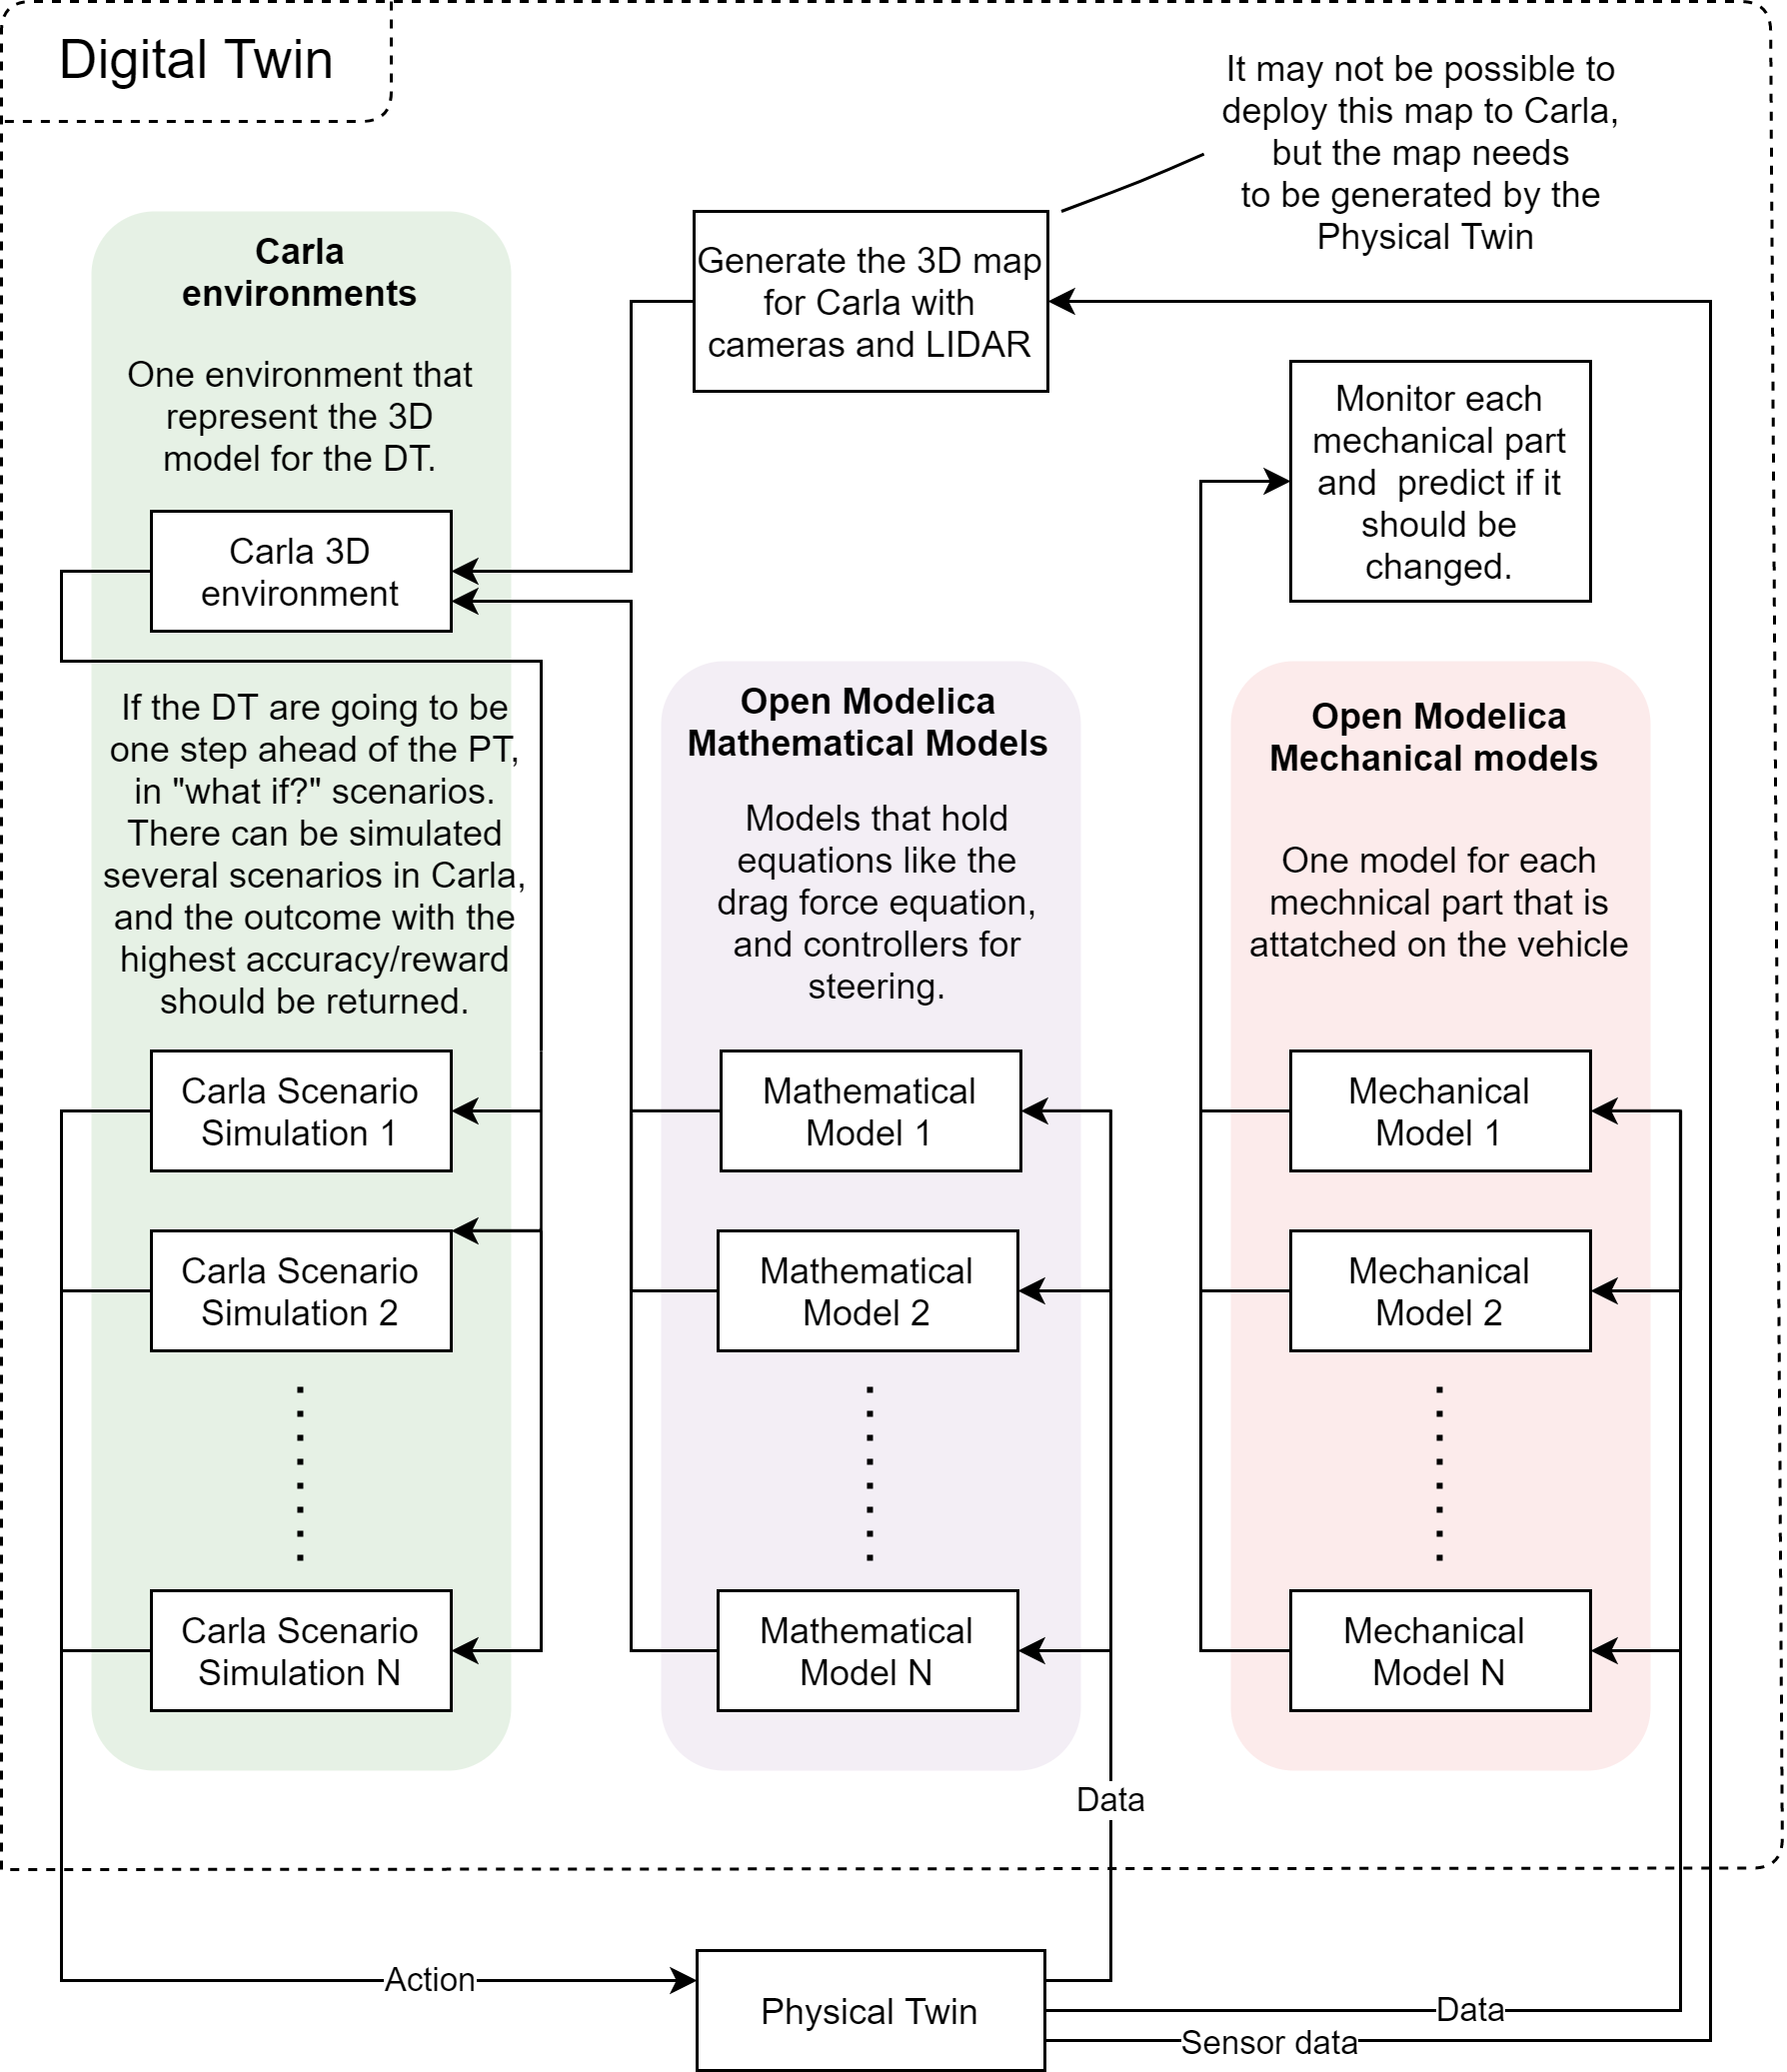 Digital Twin
It may not be possible to
deploy this map to Carla,
but the map needs
to be generated by the
Physical Twin
Generate the 3D map
for Carla with
cameras and LIDAR
Carla
environments
One environment that
represent the 3D
model for the DT.
Carla 3D
environment
Monitor each
mechanical part
and  predict if it
should be
changed.
If the DT are going to be
one step ahead of the PT,
in "what if?" scenarios.
There can be simulated
several scenarios in Carla,
and the outcome with the
highest accuracy/reward
should be returned.
Carla Scenario
Simulation 1
Carla Scenario
Simulation 2
Carla Scenario
Simulation N
Open Modelica
Mathematical Models
Models that hold
equations like the
drag force equation,
and controllers for
steering.
Mathematical
Model 1
Mathematical
Model 2
Mathematical
Model N
Open Modelica
Mechanical models
One model for each
mechnical part that is
attatched on the vehicle
Mechanical
Model 1
Mechanical
Model 2
Mechanical
Model N
Data
Action
Physical Twin
Data
Sensor data